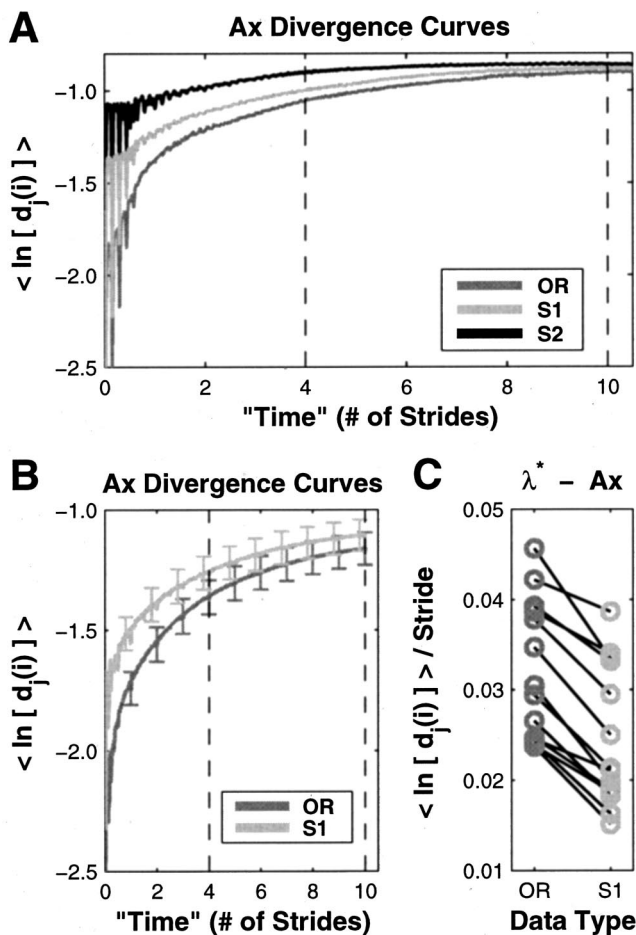 A
Ax Divergence Curves
< ln [ dj(i) ] >
−1.0
−1.5
−2.0
−2.5
OR
S1
S2
0 2 4 6 8 10
"Time" (# of Strides)
B
Ax Divergence Curves
< ln [ dj(i) ] >
−1.0
−1.5
−2.0
−2.5
OR
S1
0 2 4 6 8 10
"Time" (# of Strides)
C
λ* − Ax
< ln [ dj(i) ] > / Stride
0.05
0.04
0.03
0.02
0.01
OR S1
Data Type